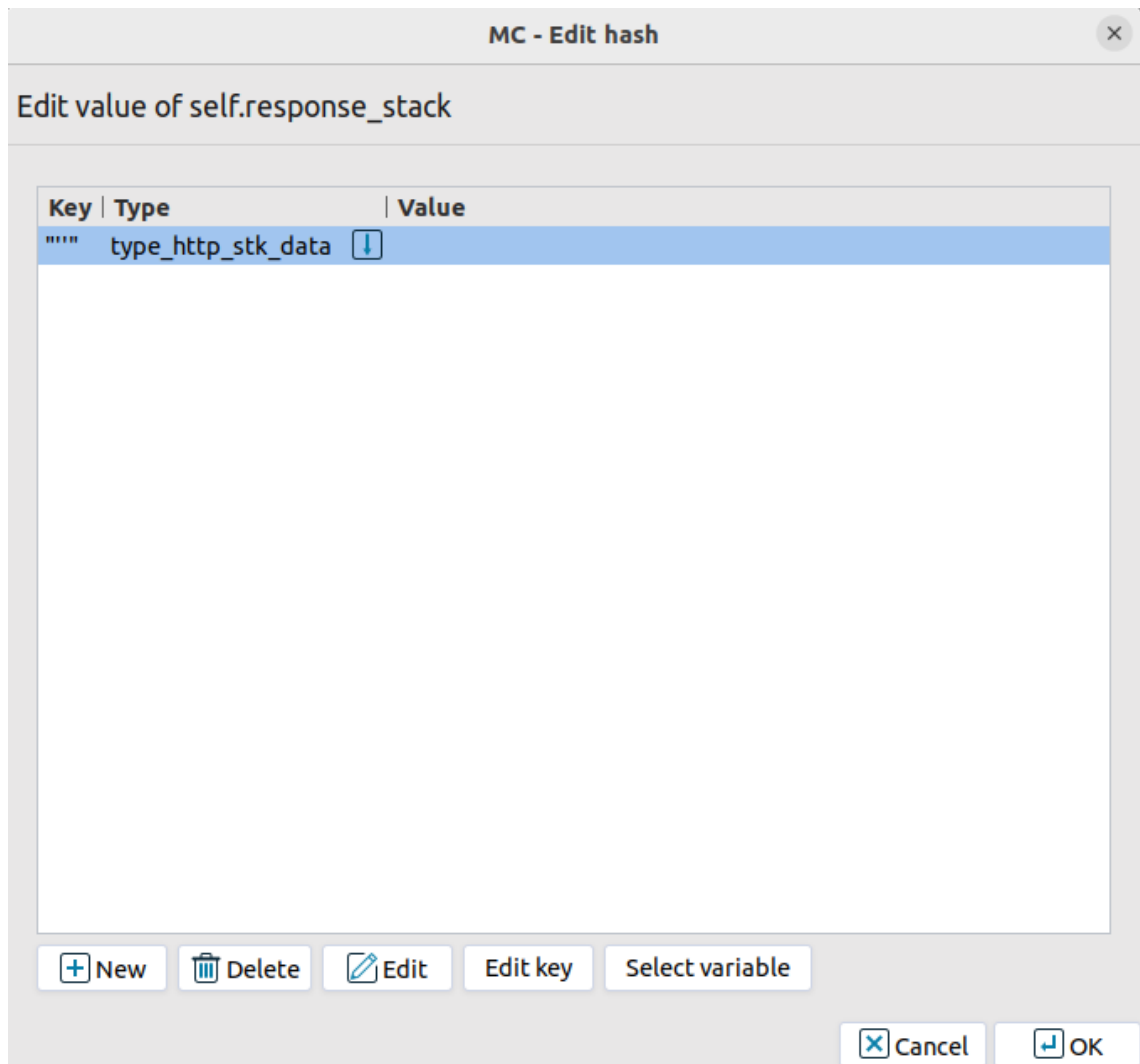 MC - Edit hash
Edit value of self.response_stack
Key Type Value
"''" type_http_stk_data
New Delete Edit Edit key Select variable
Cancel OK